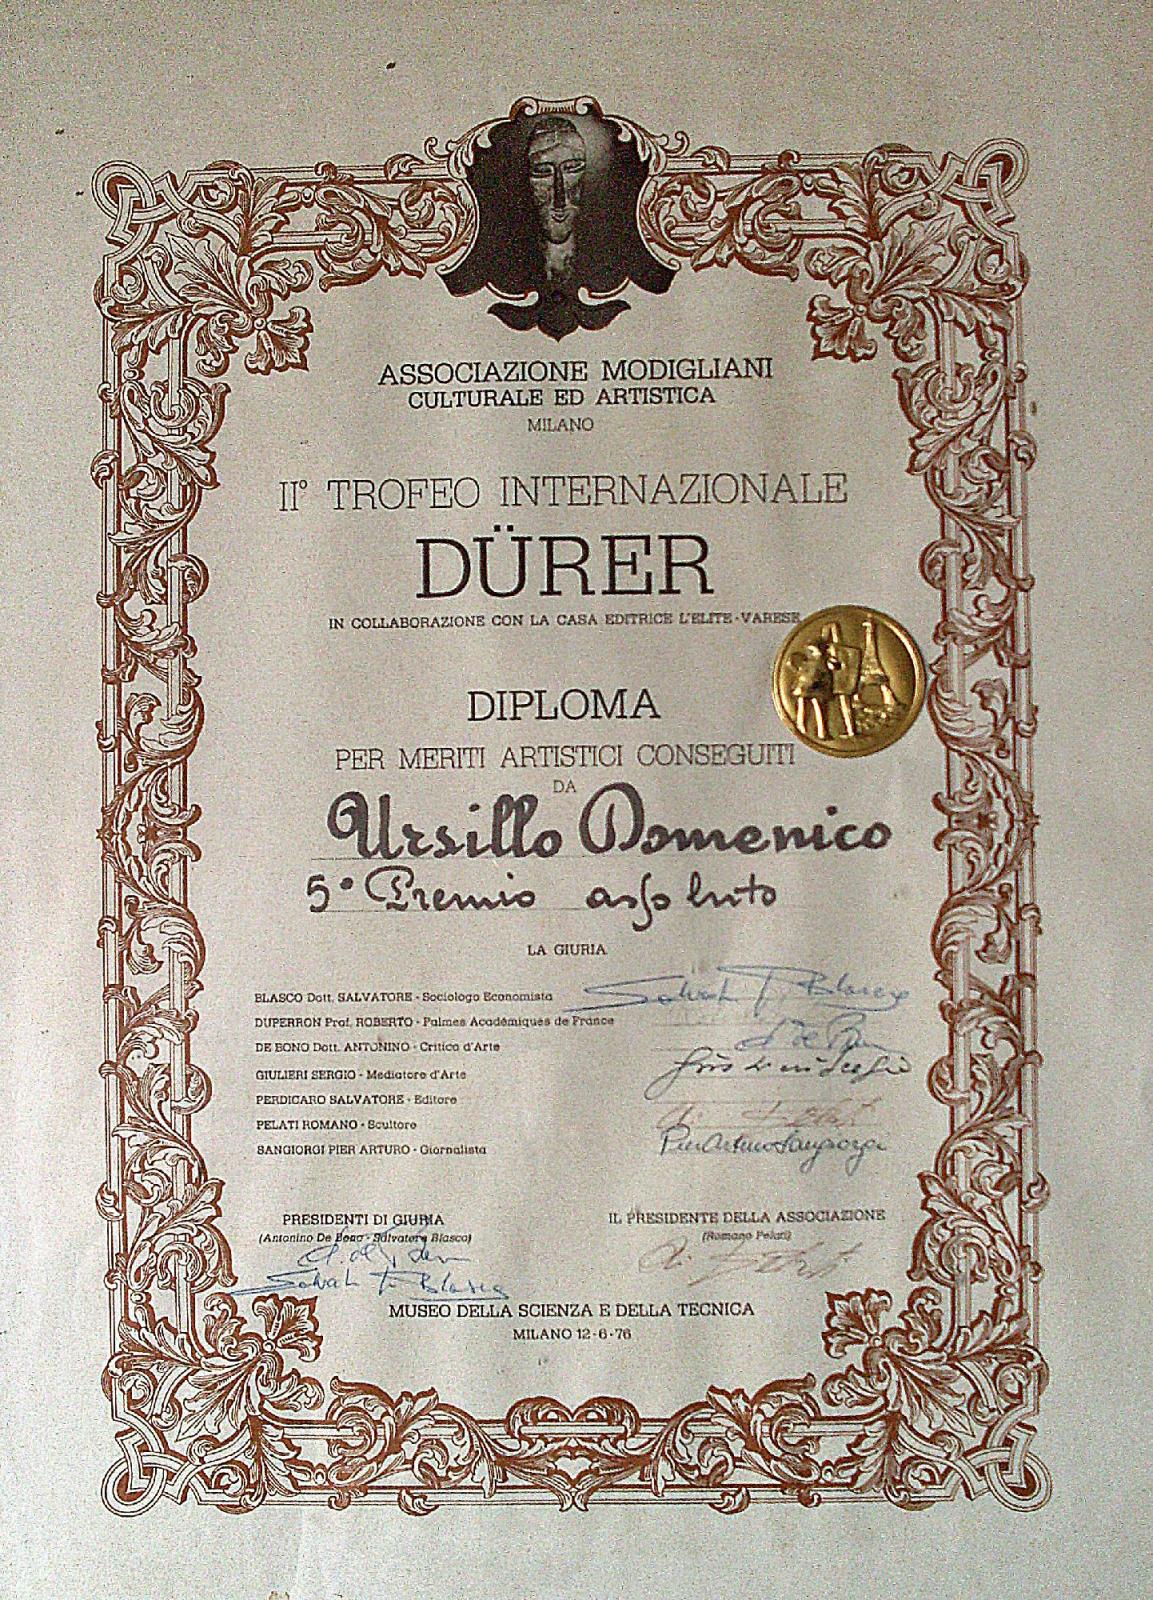 ASSOCIAZIONE MODIGLIANI
CULTURALE ED ARTISTICA
MILANO
II° TROFEO INTERNAZIONALE
DÜRER
IN COLLABORAZIONE CON LA CASA EDITRICE L'ELITE - VARESE
DIPLOMA
PER MERITI ARTISTICI CONSEGUITI
DA
Ursillo Domenico
5° Premio assoluto
LA GIURIA
BLASCO Dott. SALVATORE - Sociologo Economista
DUPERRON Prof. ROBERTO - Palmes Académiques de France
DE BONO Dott. ANTONINO - Critico d'Arte
GIULIERI SERGIO - Mediatore d'Arte
PERDICARO SALVATORE - Editore
PELATI ROMANO - Scultore
SANGIORGI PIER ARTURO - Giornalista
Pier Arturo Sangiorgi
PRESIDENTI DI GIURIA
(Antonino De Bono - Salvatore Blasco)
IL PRESIDENTE DELLA ASSOCIAZIONE
(Romano Pelati)
MUSEO DELLA SCIENZA E DELLA TECNICA
MILANO 12-6-76